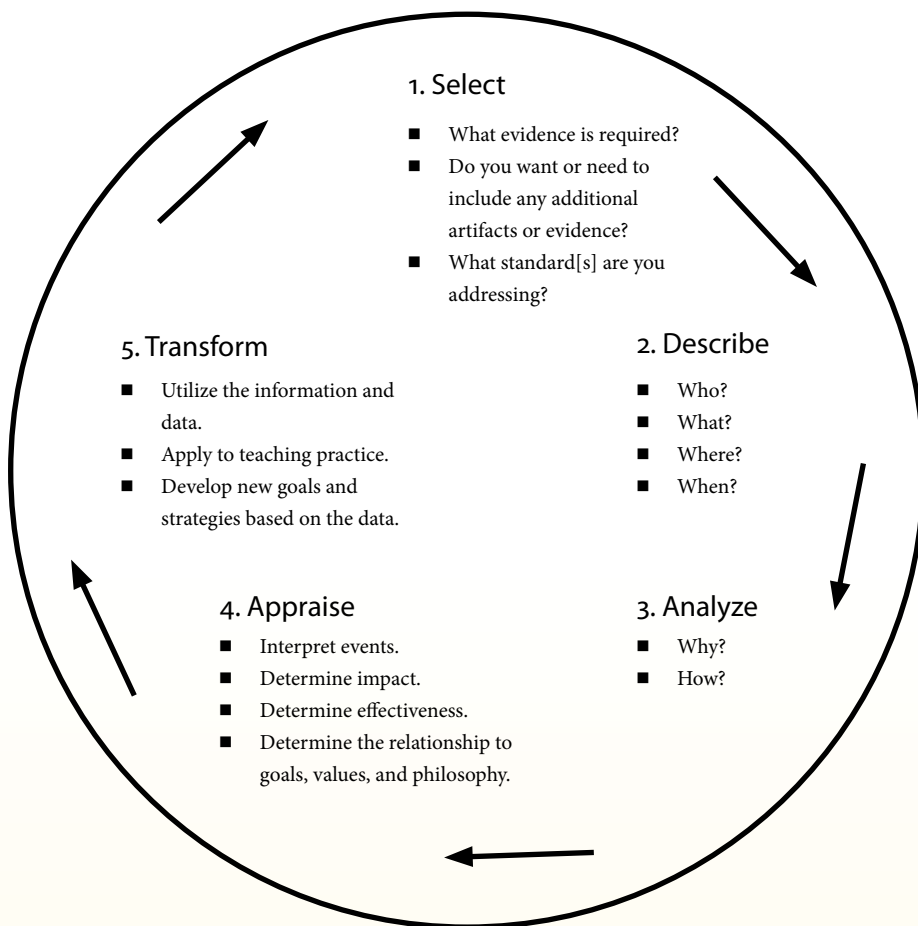 1. Select
■ What evidence is required?
■ Do you want or need to
include any additional
artifacts or evidence?
■ What standard[s] are you
addressing?
2. Describe
■ Who?
■ What?
■ Where?
■ When?
3. Analyze
■ Why?
■ How?
4. Appraise
■ Interpret events.
■ Determine impact.
■ Determine effectiveness.
■ Determine the relationship to
goals, values, and philosophy.
5. Transform
■ Utilize the information and
data.
■ Apply to teaching practice.
■ Develop new goals and
strategies based on the data.